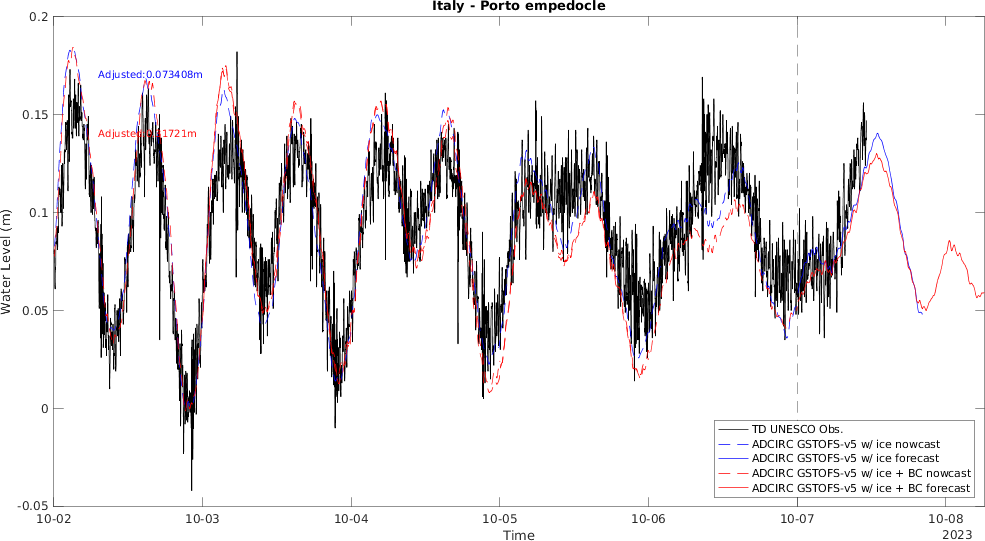 Italy - Porto empedocle
0.2
0.15
0.1
0.05
0
-0.05
Water Level (m)
Adjusted:0.073408m
10-02
10-03
10-04
10-05
10-06
10-07
10-08
Time
2023
TD UNESCO Obs.
ADCIRC GSTOFS-v5 w/ ice nowcast
ADCIRC GSTOFS-v5 w/ ice forecast
ADCIRC GSTOFS-v5 w/ ice + BC nowcast
ADCIRC GSTOFS-v5 w/ ice + BC forecast